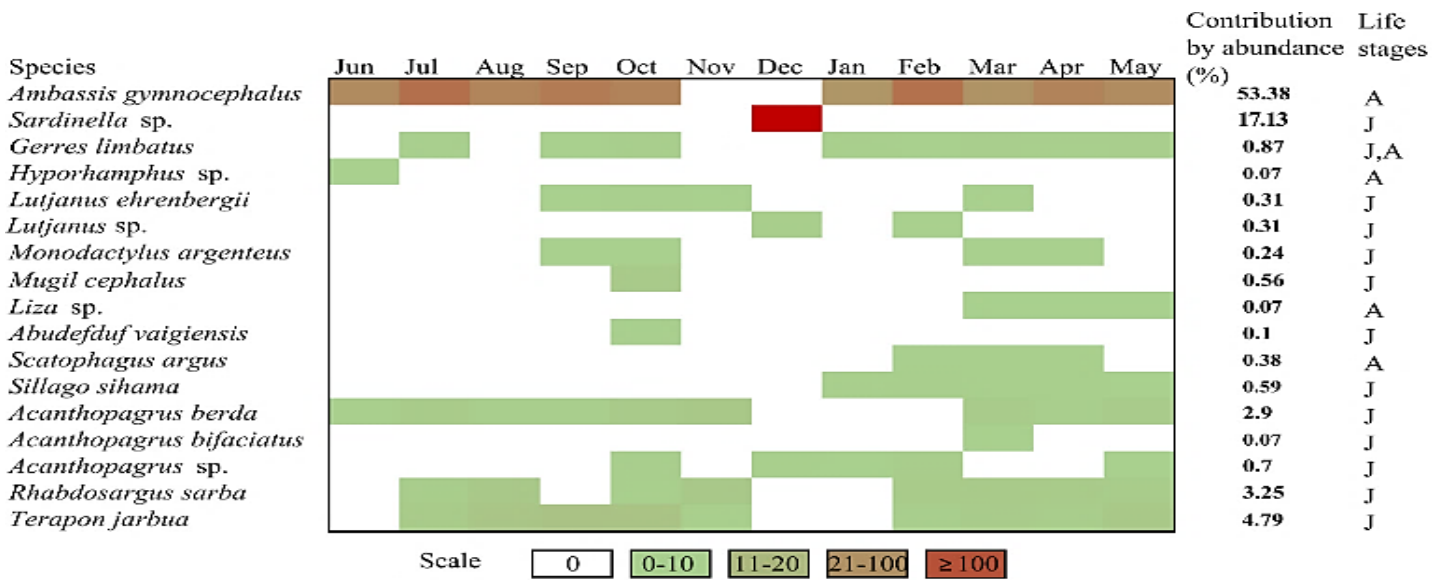 Contribution Life
by abundance stages
(%)
Species Jun Jul Aug Sep Oct Nov Dec Jan Feb Mar Apr May
Ambassis gymnocephalus 53.38 A
Sardinella sp. 17.13 J
Gerres limbatus 0.87 J,A
Hyporhamphus sp. 0.07 A
Lutjanus ehrenbergii 0.31 J
Lutjanus sp. 0.31 J
Monodactylus argenteus 0.24 J
Mugil cephalus 0.56 J
Liza sp. 0.07 A
Abudefduf vaigiensis 0.1 J
Scatophagus argus 0.38 A
Sillago sihama 0.59 J
Acanthopagrus berda 2.9 J
Acanthopagrus bifaciatus 0.07 J
Acanthopagrus sp. 0.7 J
Rhabdosargus sarba 3.25 J
Terapon jarbua 4.79 J
Scale 0 0-10 11-20 21-100 ≥ 100